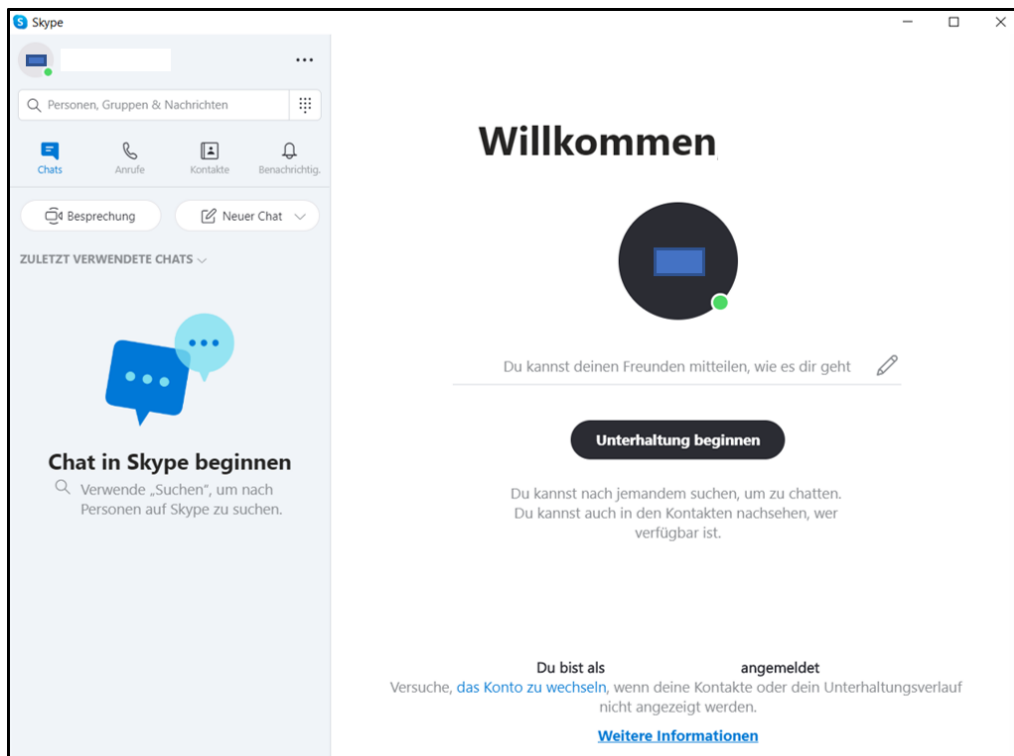 Skype
Personen, Gruppen & Nachrichten
Chats Anrufe Kontakte Benachrichtig.
Besprechung Neuer Chat
ZULETZT VERWENDETE CHATS
Chat in Skype beginnen
Verwende „Suchen", um nach
Personen auf Skype zu suchen.
Willkommen
Du kannst deinen Freunden mitteilen, wie es dir geht
Unterhaltung beginnen
Du kannst nach jemandem suchen, um zu chatten.
Du kannst auch in den Kontakten nachsehen, wer
verfügbar ist.
Du bist als angemeldet
Versuche, das Konto zu wechseln, wenn deine Kontakte oder dein Unterhaltungsverlauf
nicht angezeigt werden.
Weitere Informationen